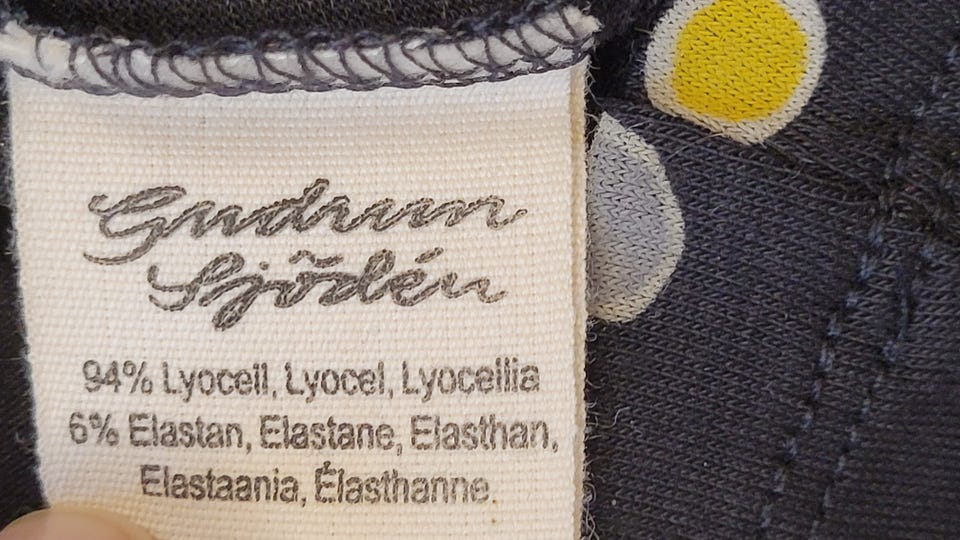 Gudrun
Sjödén
94% Lyocell, Lyocel, Lyocellia
6% Elastan, Elastane, Elasthan,
Elastaania, Élasthanne.